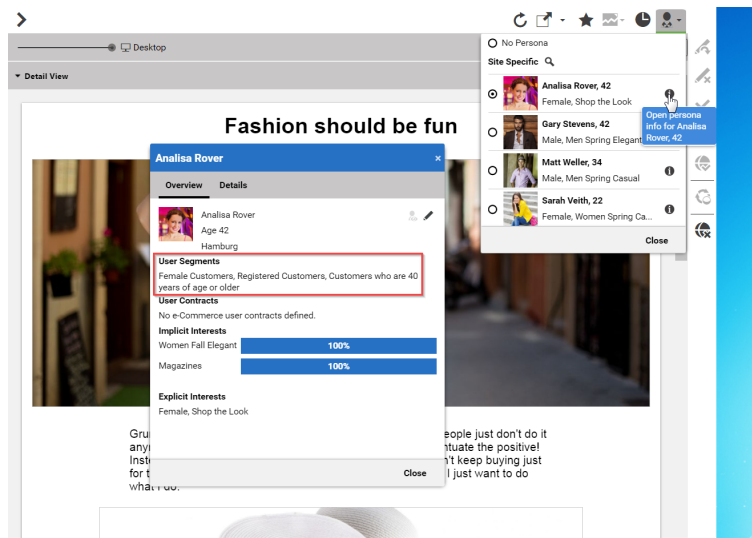 Desktop
Detail View
Fashion should be fun
No Persona
Site Specific
Analisa Rover, 42
Female, Shop the Look
Gary Stevens, 42
Male, Men Spring Elegant
Matt Weller, 34
Male, Men Spring Casual
Sarah Veith, 22
Female, Women Spring Ca...
Close
Open persona
info for Analisa
Rover, 42
Analisa Rover
×
Overview Details
Analisa Rover
Age 42
Hamburg
User Segments
Female Customers, Registered Customers, Customers who are 40
years of age or older
User Contracts
No e-Commerce user contracts defined.
Implicit Interests
Women Fall Elegant 100%
Magazines 100%
Explicit Interests
Female, Shop the Look
Close
people just don't do it
the positive!
keep buying just
I just want to do
what I do.